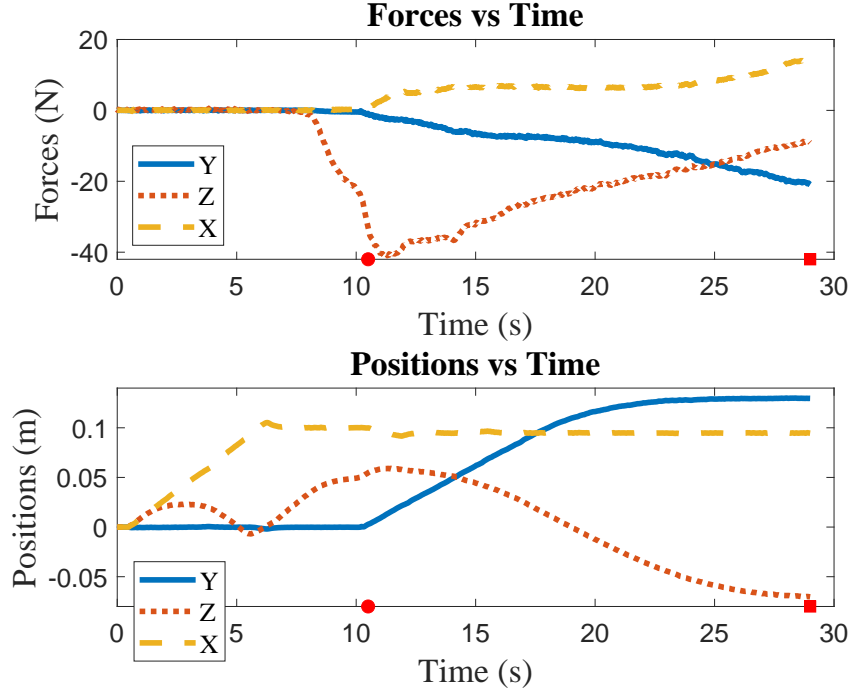 Forces vs Time
20
0
-20
-40
Forces (N)
Y
Z
X
0 5 10 15 20 25 30
Time (s)
Positions vs Time
0.1
0.05
0
-0.05
Positions (m)
Y
Z
X
0 5 10 15 20 25 30
Time (s)